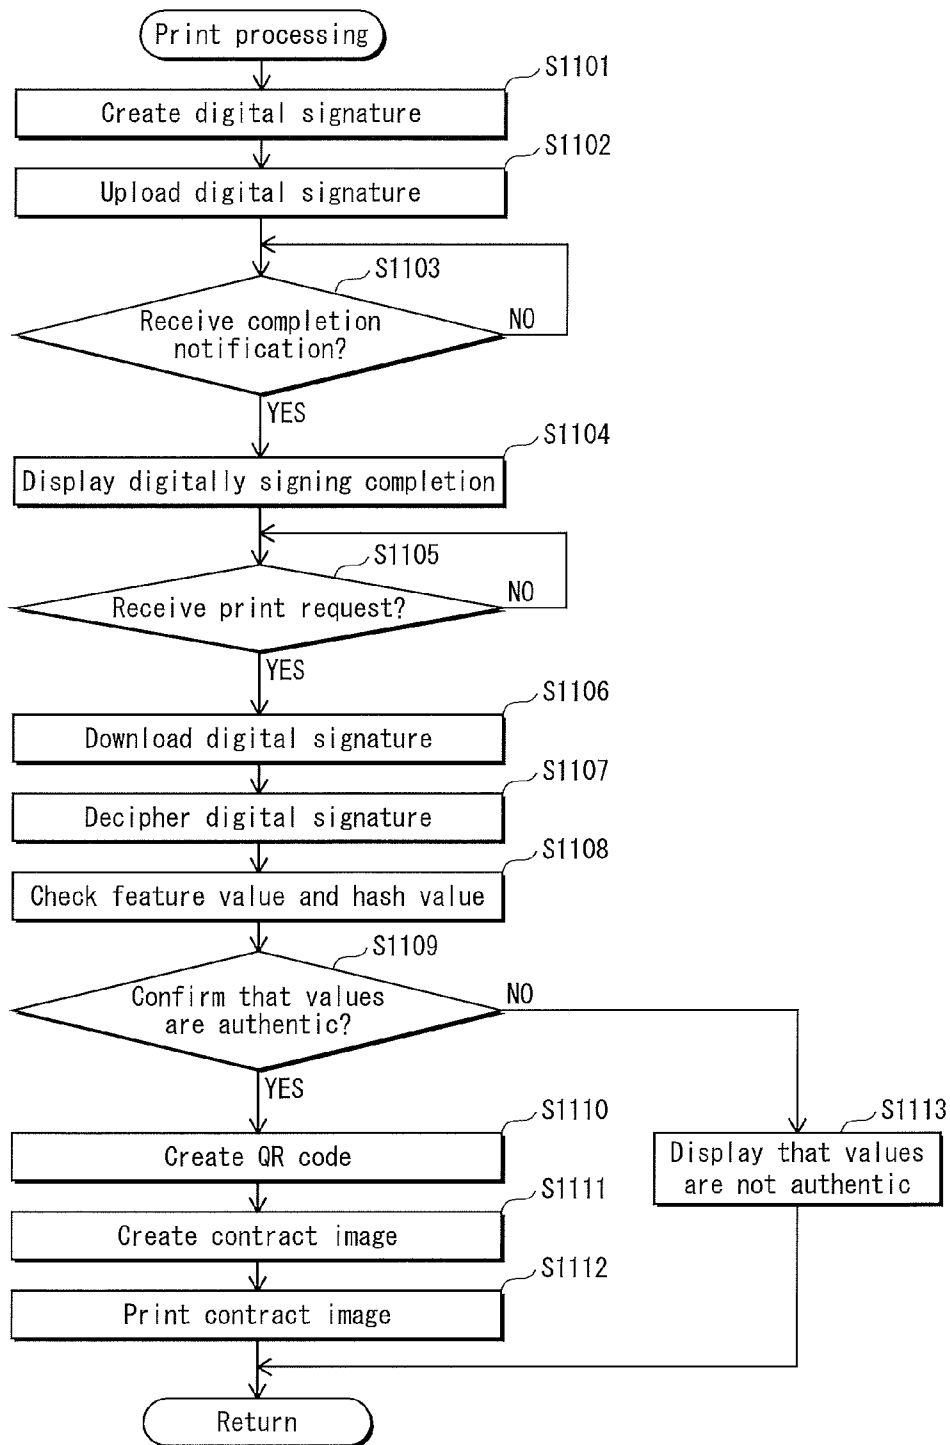 Print processing
S1101
Create digital signature
S1102
Upload digital signature
S1103
Receive completion
notification?
NO
YES
S1104
Display digitally signing completion
S1105
Receive print request?
NO
YES
S1106
Download digital signature
S1107
Decipher digital signature
S1108
Check feature value and hash value
S1109
Confirm that values
are authentic?
NO
YES
S1110
Create QR code
S1113
Display that values
are not authentic
S1111
Create contract image
S1112
Print contract image
Return